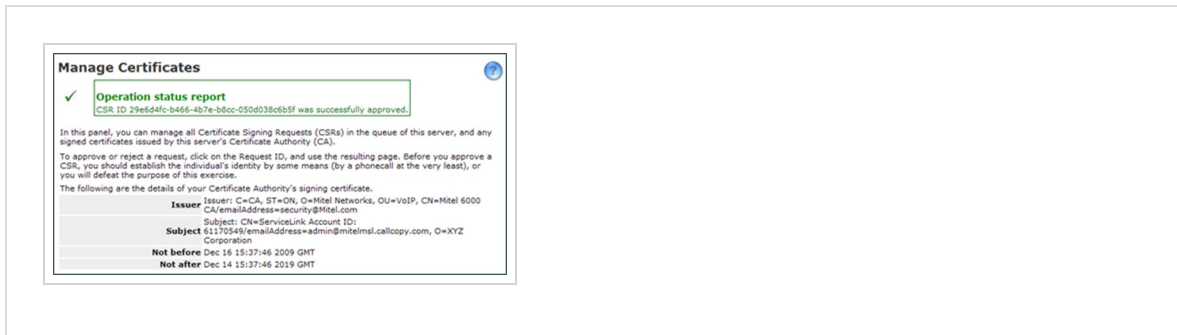 Manage Certificates
?
Operation status report
CSR ID 29e6d4fc-b466-4b7e-b8cc-050d038c6b5f was successfully approved.
In this panel, you can manage all Certificate Signing Requests (CSRs) in the queue of this server, and any
signed certificates issued by this server's Certificate Authority (CA).
To approve or reject a request, click on the Request ID, and use the resulting page. Before you approve a
CSR, you should establish the individual's identity by some means (by a phonecall at the very least), or
you will defeat the purpose of this exercise.
The following are the details of your Certificate Authority's signing certificate.
Issuer Issuer: C=CA, ST=ON, O=Mitel Networks, OU=VoIP, CN=Mitel 6000
CA/emailAddress=security@Mitel.com
Subject: CN=ServiceLink Account ID:
Subject 61170549/emailAddress=admin@mitelmsl.callcopy.com, O=XYZ
Corporation
Not before Dec 16 15:37:46 2009 GMT
Not after Dec 14 15:37:46 2019 GMT